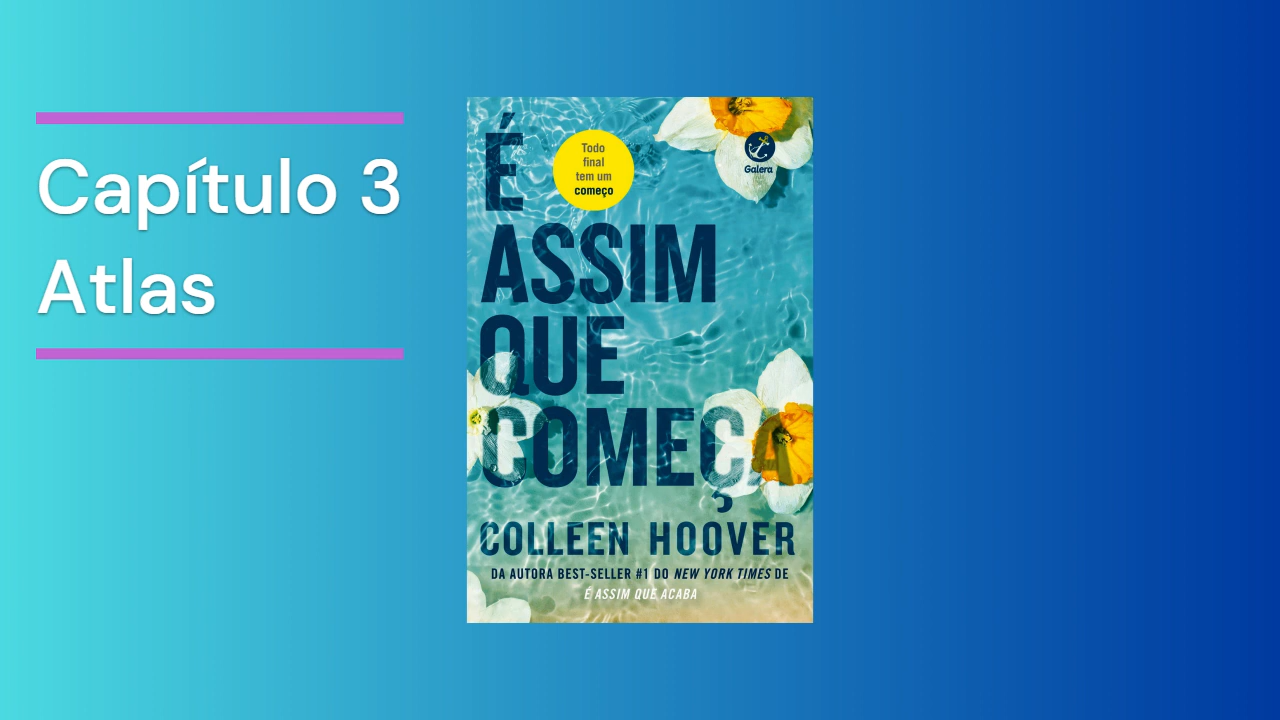 Capítulo 3
Atlas
É
Todo
final
tem um
começo
Galera
ASSIM
QUE
COMEÇA
COLLEEN HOOVER
DA AUTORA BEST-SELLER #1 DO NEW YORK TIMES DE
É ASSIM QUE ACABA